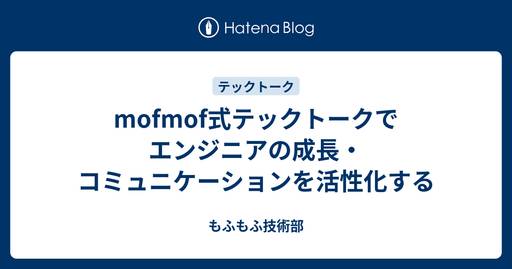 Hatena Blog
テックトーク
mofmof式テックトークで
エンジニアの成長・
コミュニケーションを活性化する
もふもふ技術部